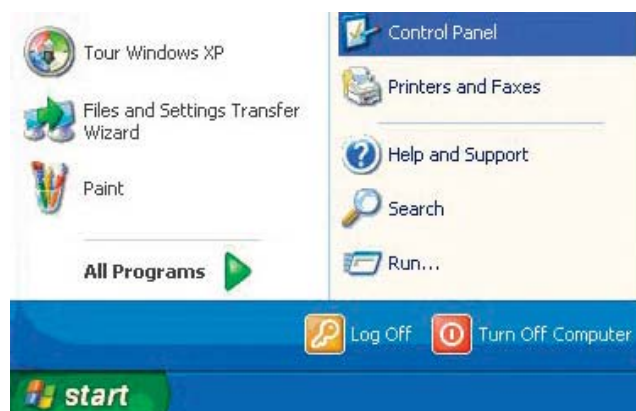 Tour Windows XP
Files and Settings Transfer
Wizard
Paint
All Programs
Control Panel
Printers and Faxes
Help and Support
Search
Run...
Log Off
Turn Off Computer
start